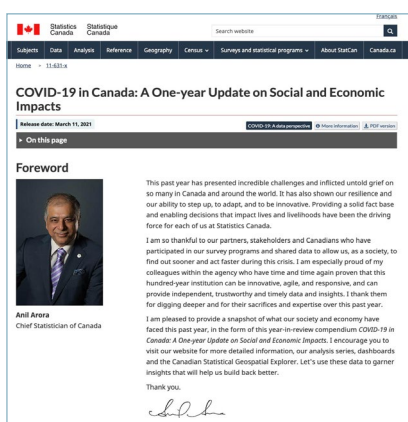 Français
Statistics Statistique
Canada Canada
Search website
Subjects Data Analysis Reference Geography Census Surveys and statistical programs About StatCan Canada.ca
Home 11-631-x
COVID-19 in Canada: A One-year Update on Social and Economic
Impacts
Release date: March 11, 2021 COVID-19: A data perspective More information PDF version
On this page
Foreword
This past year has presented incredible challenges and inflicted untold grief on
so many in Canada and around the world. It has also shown our resilience and
our ability to step up, to adapt, and to be innovative. Providing a solid fact base
and enabling decisions that impact lives and livelihoods have been the driving
force for each of us at Statistics Canada.
I am so thankful to our partners, stakeholders and Canadians who have
participated in our survey programs and shared data to allow us, as a society, to
find out sooner and act faster during this crisis. I am especially proud of my
colleagues within the agency who have time and time again proven that this
hundred-year institution can be innovative, agile, and responsive, and can
provide independent, trustworthy and timely data and insights. I thank them
for digging deeper and for their sacrifices and expertise over this past year.
I am pleased to provide a snapshot of what our society and economy have
faced this past year, in the form of this year-in-review compendium COVID-19 in
Canada: A One-year Update on Social and Economic Impacts. I encourage you to
visit our website for more detailed information, our analysis series, dashboards
and the Canadian Statistical Geospatial Explorer. Let's use these data to garner
insights that will help us build back better.
Thank you.
Anil Arora
Chief Statistician of Canada